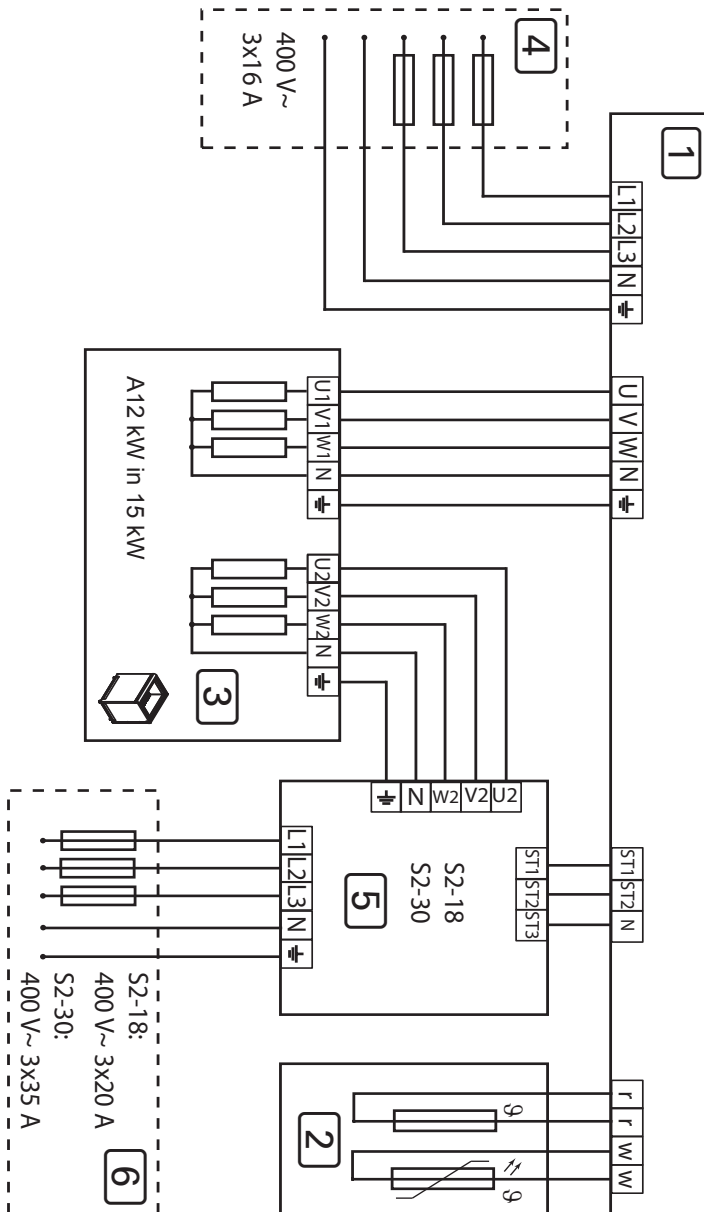 4
400 V~
3x16 A
1
L1 L2 L3 N
U V W N
U1 V1 W1 N
A12 kW in 15 kW
U2 V2 W2 N
3
N W2 V2 U2
L1 L2 L3 N
5
S2-18
S2-30
ST1 ST2 ST3
ST1 ST2 N
S2-18:
400 V~ 3x20 A
S2-30:
400 V~ 3x35 A
6
2
ϑ
ϑ
r r w w